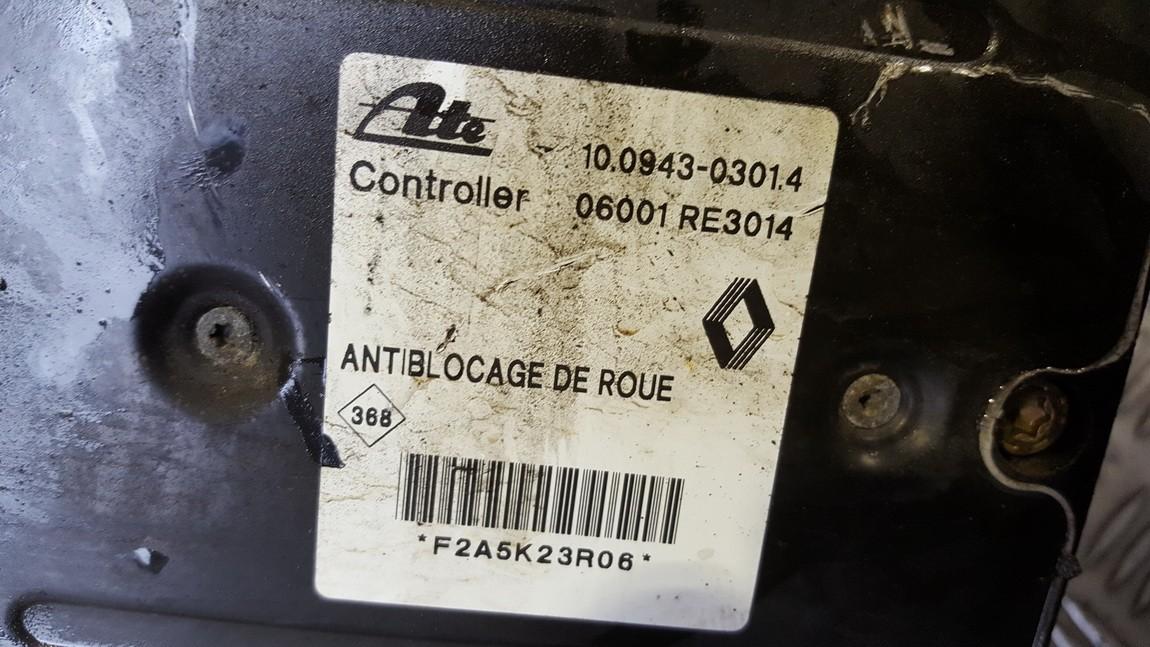 Ate
10.0943-0301.4
Controller 06001 RE3014
ANTIBLOCAGE DE ROUE
368
*F2A5K23R06*